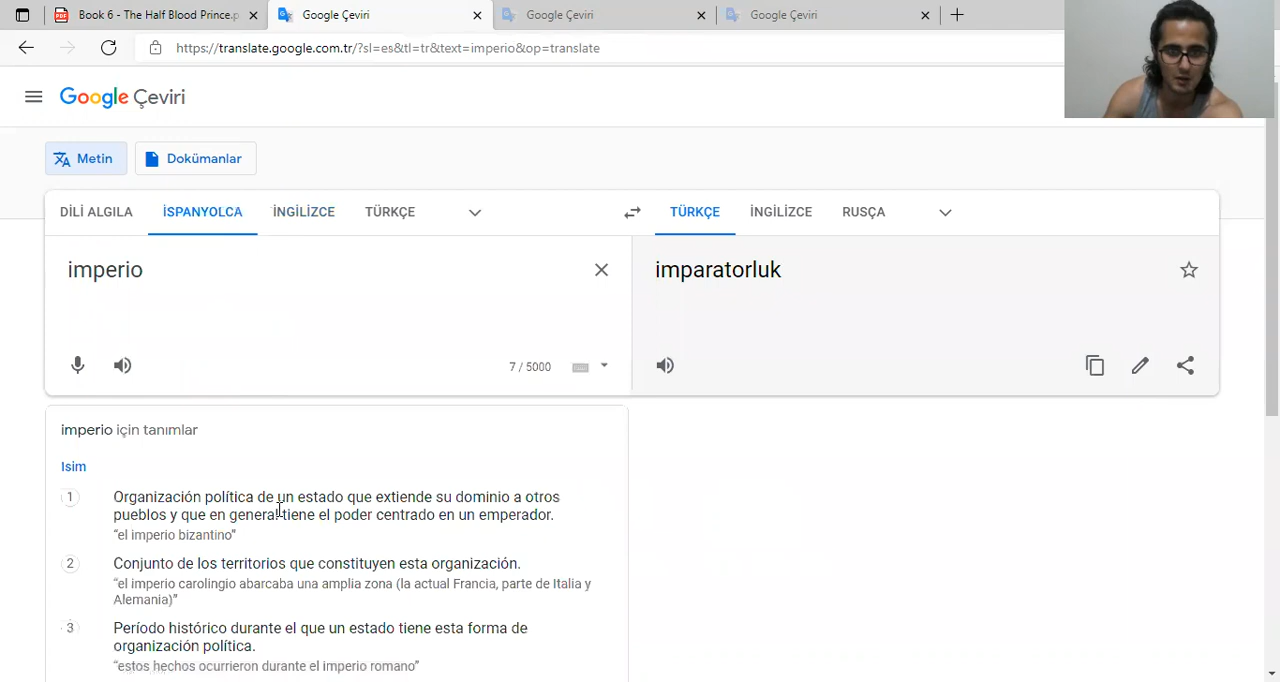 Book 6 - The Half Blood Prince.p
Google Çeviri
Google Çeviri
Google Çeviri
https://translate.google.com.tr/?sl=es&tl=tr&text=imperio&op=translate
Google Çeviri
Metin
Dokümanlar
DİLİ ALGILA İSPANYOLCA İNGİLİZCE TÜRKÇE
TÜRKÇE İNGİLİZCE RUSÇA
imperio
imparatorluk
7 / 5000
imperio için tanımlar
Isim
1 Organización política de un estado que extiende su dominio a otros
pueblos y que en general tiene el poder centrado en un emperador.
“el imperio bizantino”
2 Conjunto de los territorios que constituyen esta organización.
“el imperio carolingio abarcaba una amplia zona (la actual Francia, parte de Italia y
Alemania)”
3 Período histórico durante el que un estado tiene esta forma de
organización política.
“estos hechos ocurrieron durante el imperio romano”